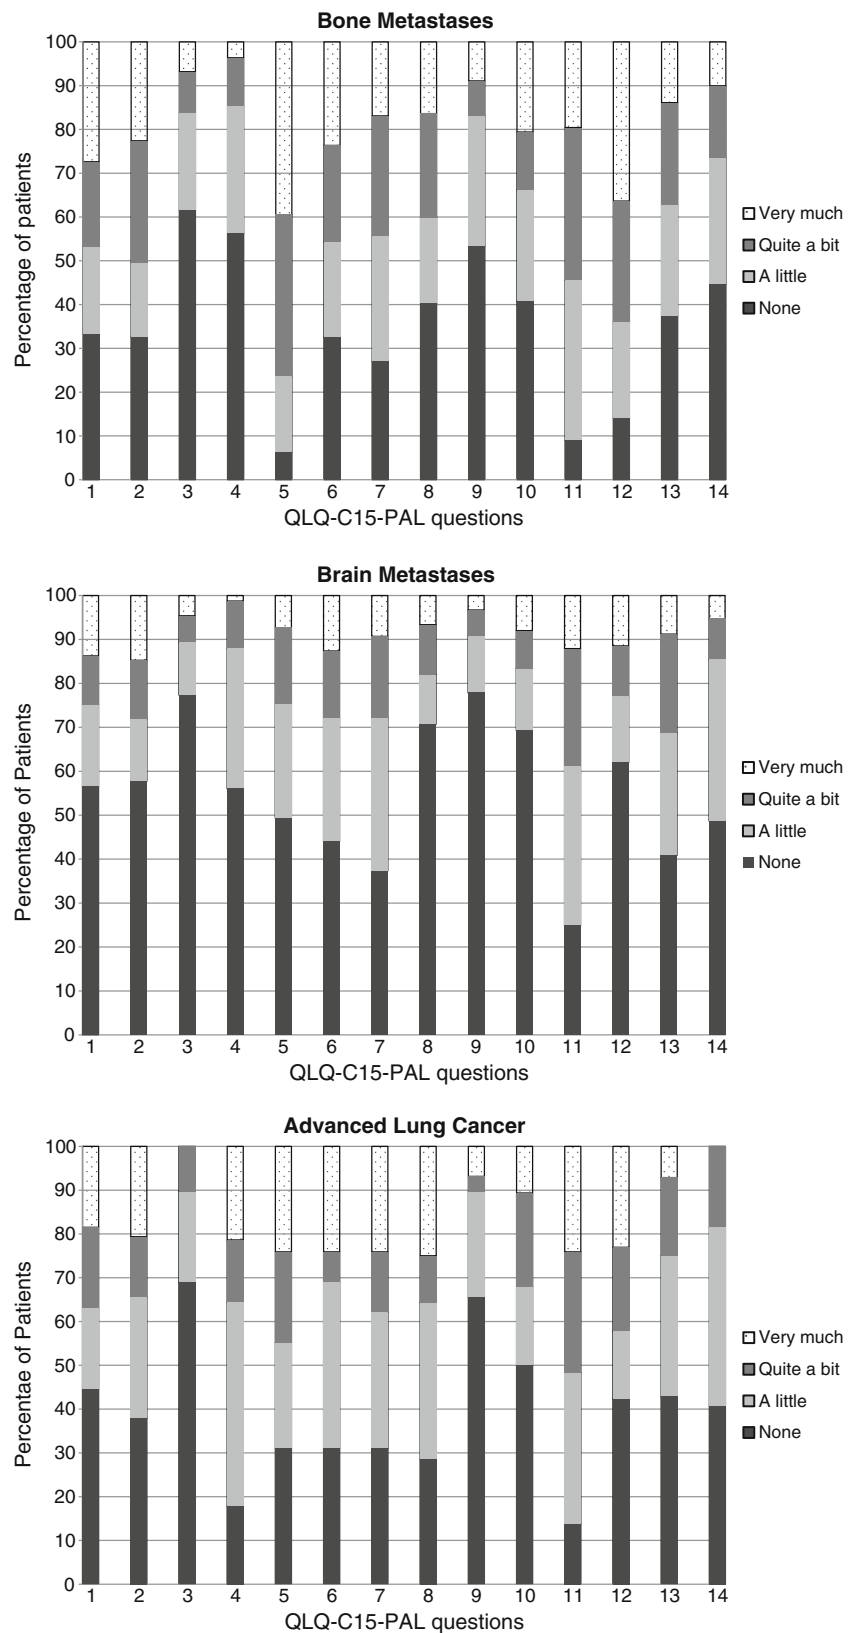 Bone Metastases
100
90
80
70
60
50
40
30
20
10
0
Percentage of patients
1 2 3 4 5 6 7 8 9 10 11 12 13 14
QLQ-C15-PAL questions
Very much
Quite a bit
A little
None
Brain Metastases
100
90
80
70
60
50
40
30
20
10
0
Percentage of Patients
1 2 3 4 5 6 7 8 9 10 11 12 13 14
QLQ-C15-PAL questions
Very much
Quite a bit
A little
None
Advanced Lung Cancer
100
90
80
70
60
50
40
30
20
10
0
Percentae of Patients
1 2 3 4 5 6 7 8 9 10 11 12 13 14
QLQ-C15-PAL questions
Very much
Quite a bit
A little
None